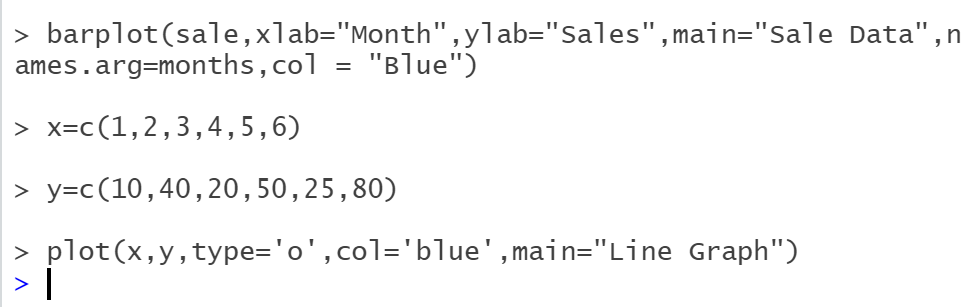 > barplot(sale,xlab="Month",ylab="Sales",main="Sale Data",n
ames.arg=months,col = "Blue")
> x=c(1,2,3,4,5,6)
> y=c(10,40,20,50,25,80)
> plot(x,y,type='o',col='blue',main="Line Graph")
>